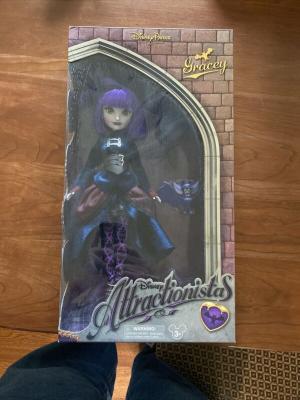 Disney Parks
Gracey
Disney
Attractionistas
WARNING:
3+